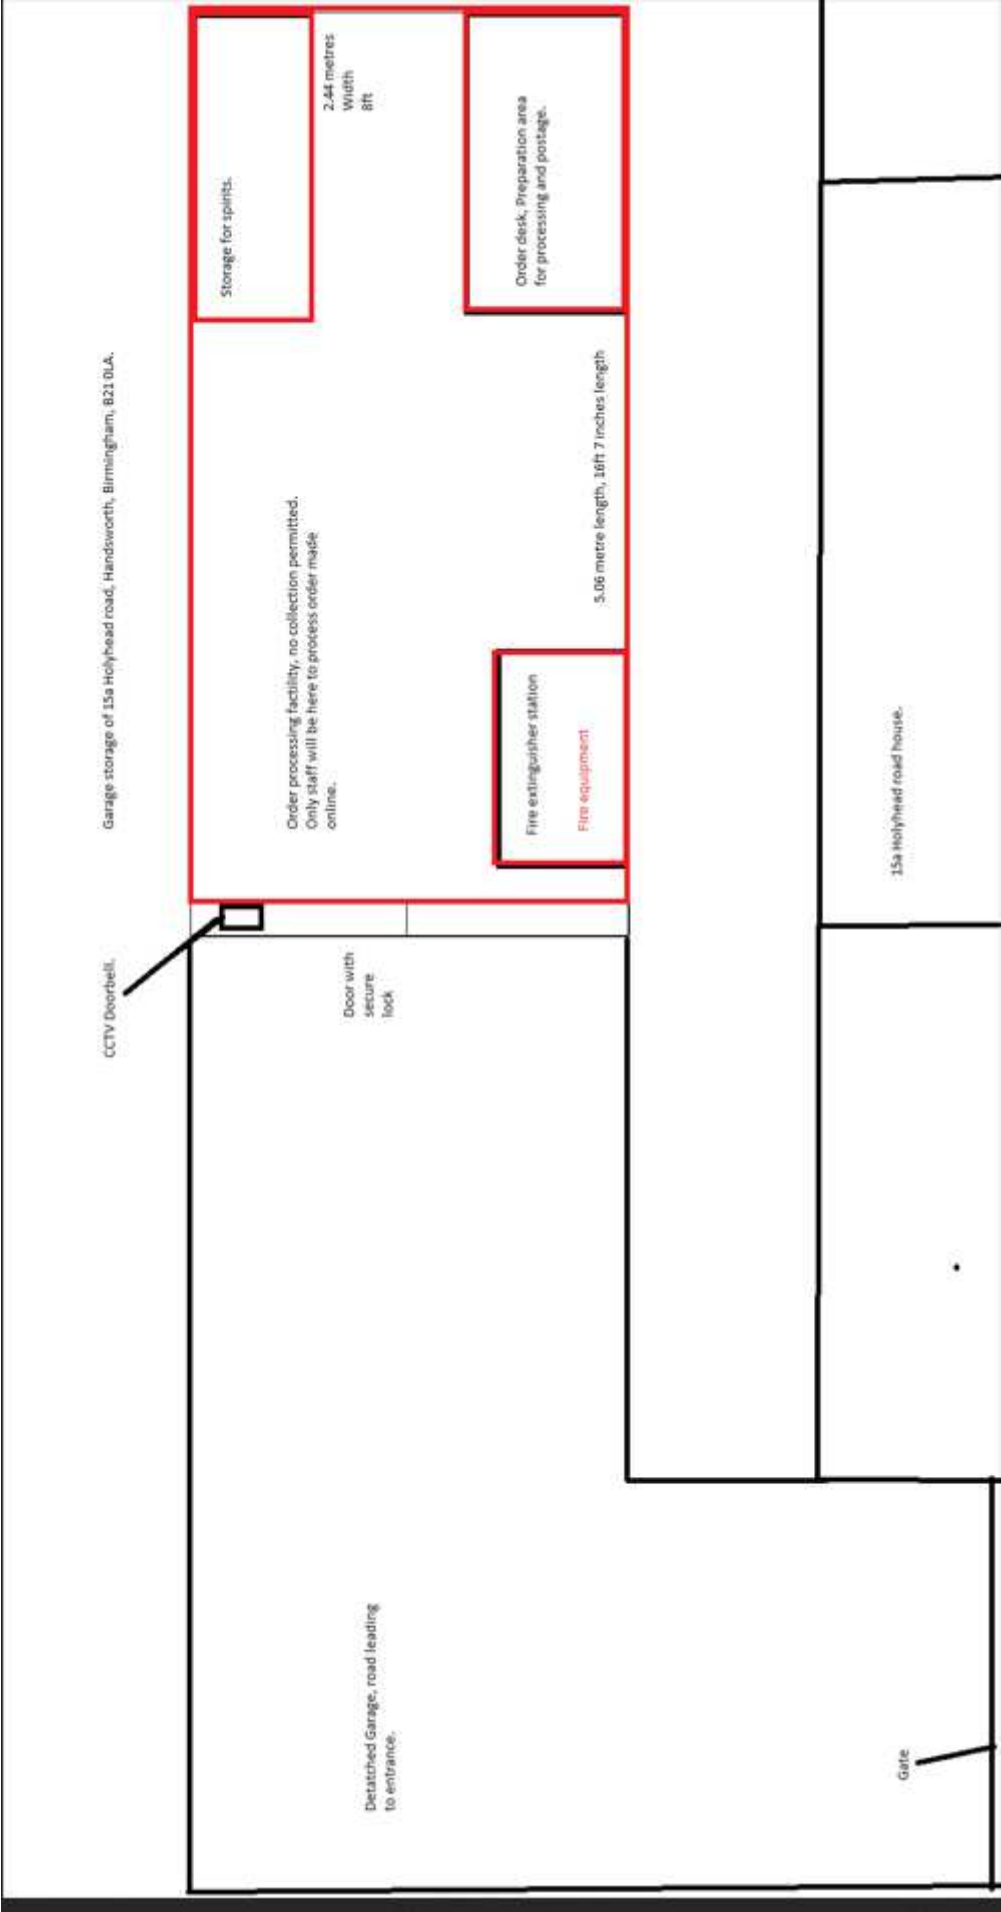 Garage storage of 15a Holyhead road, Handsworth, Birmingham, B21 0LA.
CCTV Doorbell.
Storage for spirits.
2.44 metres
Width
8ft
Order processing factility, no collection permitted.
Only staff will be here to process order made
online.
Door with
secure
lock
Order desk, Preparation area
for processing and postage.
Fire extinguisher station
Fire equipment
5.06 metre length, 16ft 7 inches length
Detatched Garage, road leading
to entrance.
15a Holyhead road house.
Gate